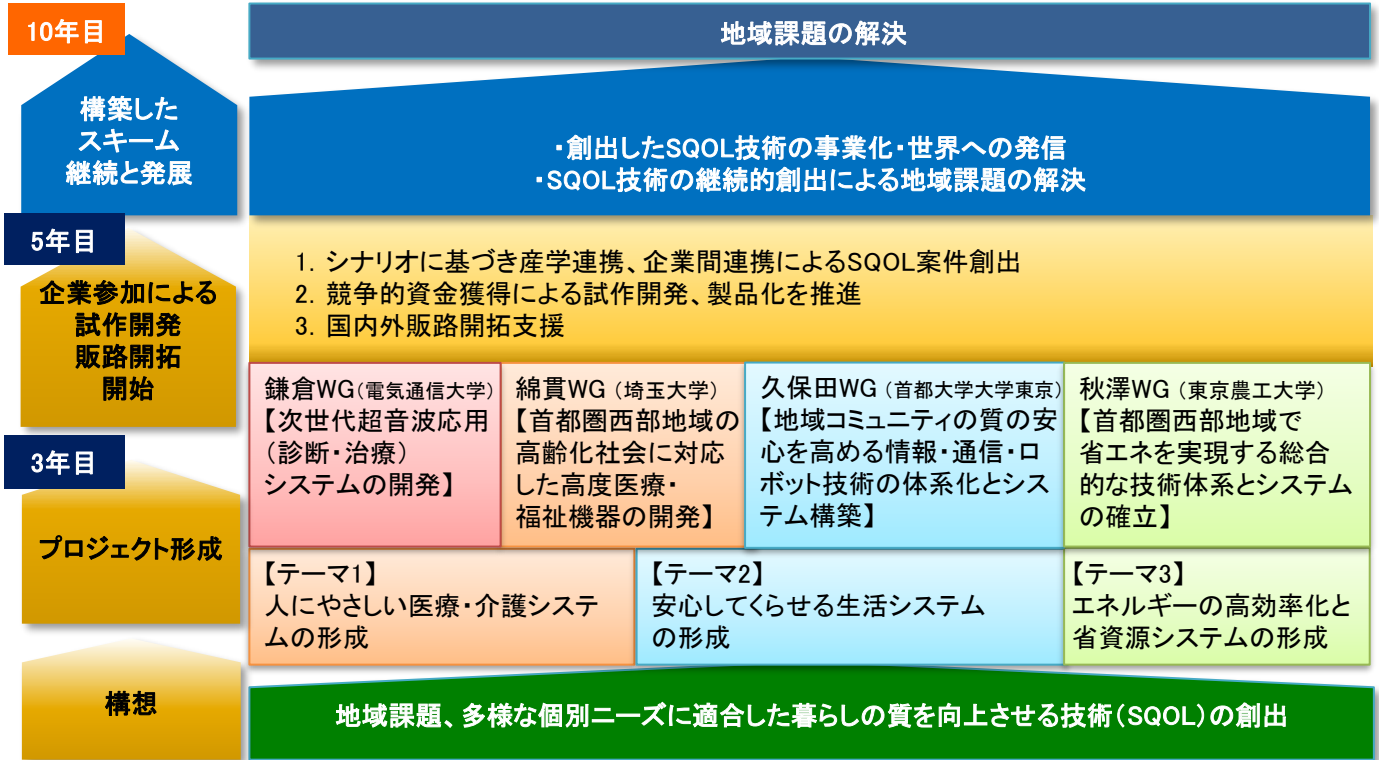 10年目
地域課題の解決
構築した
スキーム
継続と発展
・創出したSQOL技術の事業化・世界への発信
・SQOL技術の継続的創出による地域課題の解決
5年目
企業参加による
試作開発
販路開拓
開始
1. シナリオに基づき産学連携、企業間連携によるSQOL案件創出
2. 競争的資金獲得による試作開発、製品化を推進
3. 国内外販路開拓支援
鎌倉WG(電気通信大学)
【次世代超音波応用
(診断・治療)
システムの開発】
綿貫WG (埼玉大学)
【首都圏西部地域の
高齢化社会に対応
した高度医療・
福祉機器の開発】
久保田WG (首都大学大学東京)
【地域コミュニティの質の安
心を高める情報・通信・ロ
ボット技術の体系化とシス
テム構築】
秋澤WG (東京農工大学)
【首都圏西部地域で
省エネを実現する総合
的な技術体系とシステム
の確立】
3年目
プロジェクト形成
【テーマ1】
人にやさしい医療・介護システ
ムの形成
【テーマ2】
安心してくらせる生活システム
の形成
【テーマ3】
エネルギーの高効率化と
省資源システムの形成
構想
地域課題、多様な個別ニーズに適合した暮らしの質を向上させる技術(SQOL)の創出